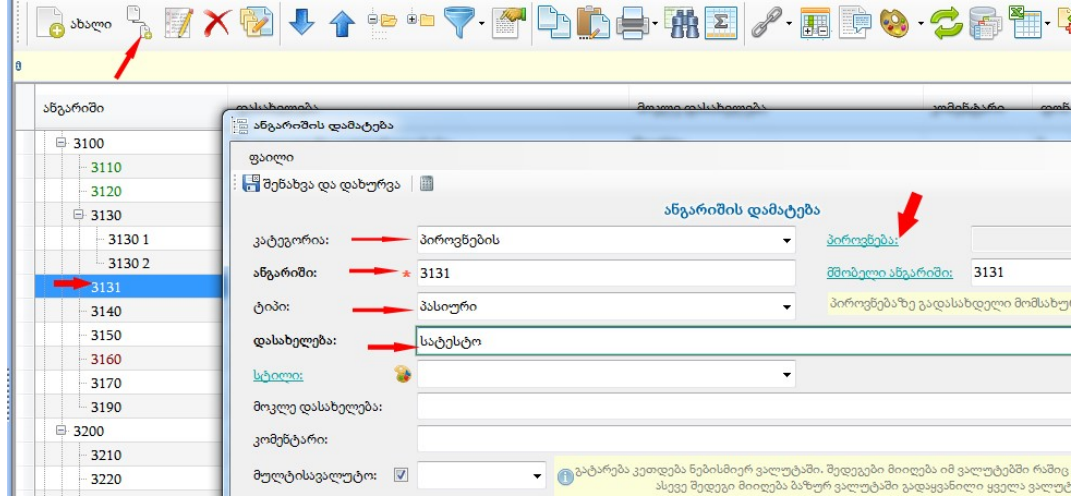 ახალი
ანგარიში
3100
3110
3120
3130
3130 1
3130 2
3131
3140
3150
3160
3170
3190
3200
3210
3220
ანგარიშის დამატება
ფაილი
შენახვა და დახურვა
ანგარიშის დამატება
კატეგორია: პიროვნების პიროვნება:
ანგარიში: * 3131 მშობელი ანგარიში: 3131
ტიპი: პასიური პიროვნებაზე გადასახდელი
დასახელება: სატესტო
სტილი:
მოკლე დასახელება:
კომენტარი:
მულტისავალუტო: გატარება კეთდება ნებისმიერ ვალუტაში. შედეგები მიიღება იმ ვალუტებში რაშიც
ასევე შედეგი მიიღება ბაზურ ვალუტაში გადაყვანილი ყველა